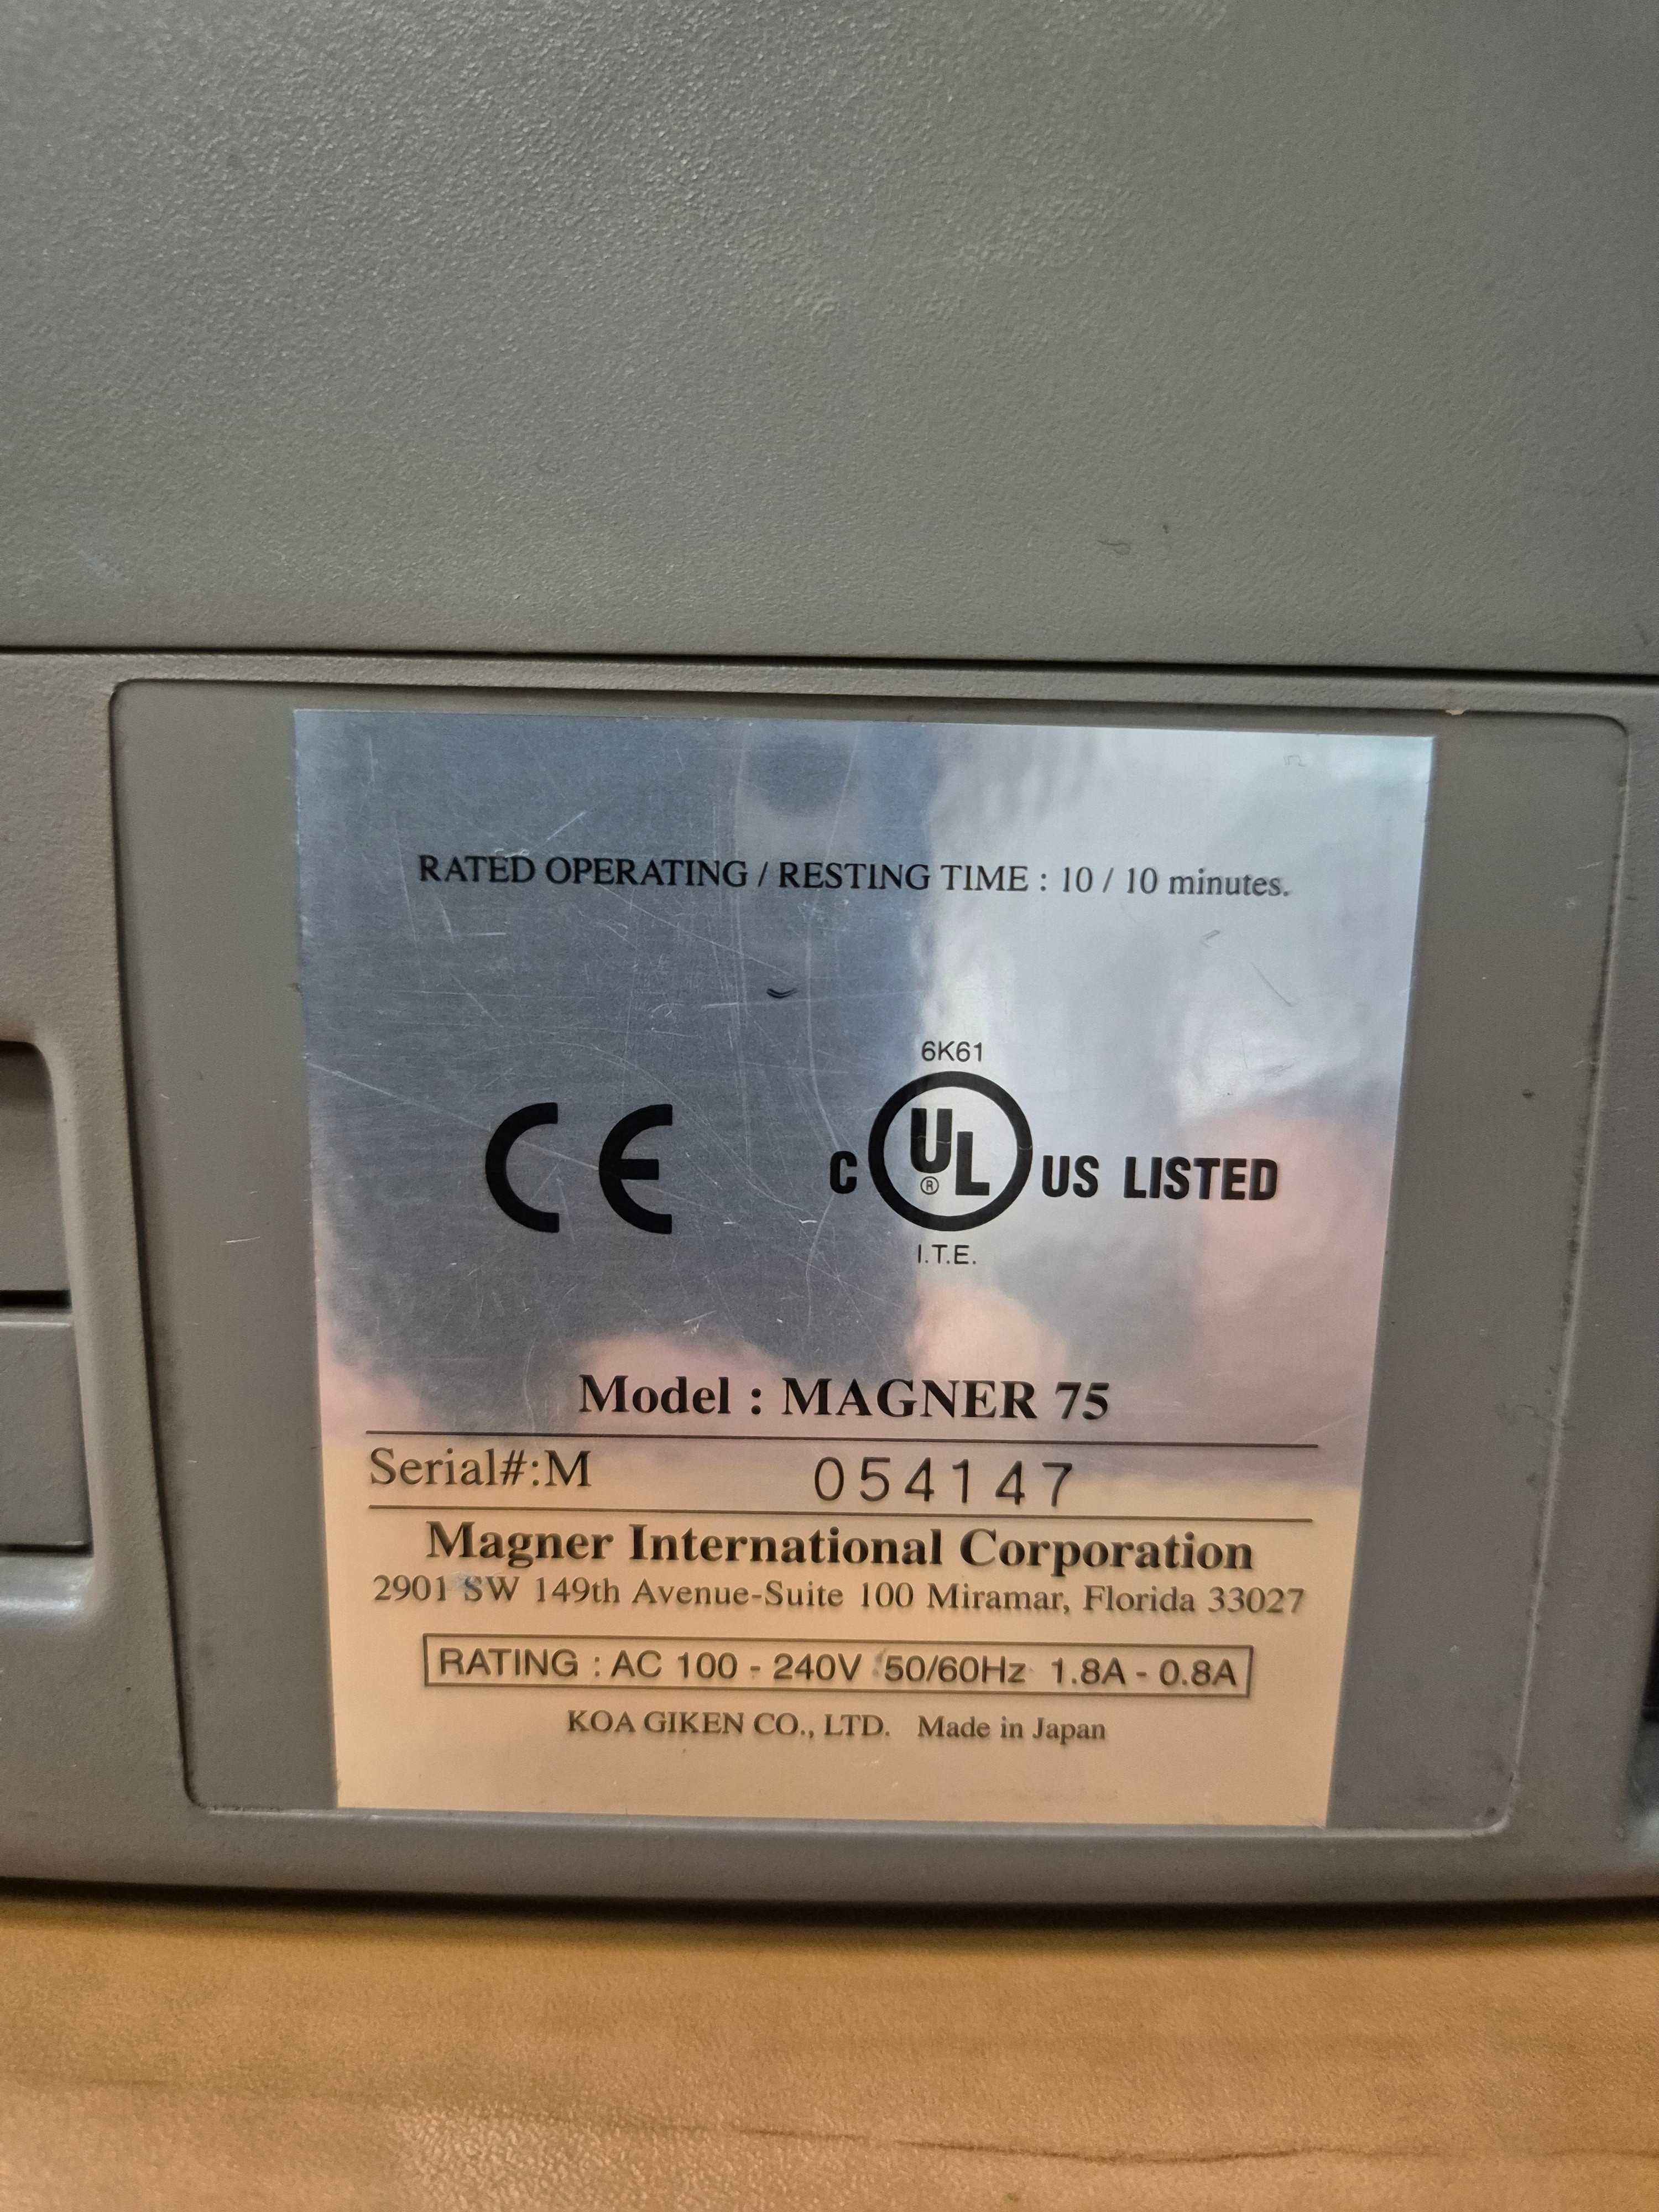 RATED OPERATING / RESTING TIME : 10 / 10 minutes.
6K61
CE C UL ® US LISTED
I.T.E.
Model : MAGNER 75
Serial#:M 054147
Magner International Corporation
2901 SW 149th Avenue-Suite 100 Miramar, Florida 33027
RATING : AC 100 - 240V 50/60Hz 1.8A - 0.8A
KOA GIKEN CO., LTD. Made in Japan